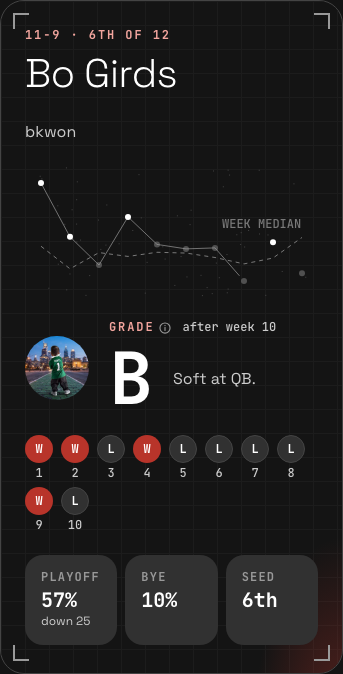 11-9 · 6TH OF 12
Bo Girds
bkwon
WEEK MEDIAN
GRADE after week 10
B Soft at QB.
W W L W L L L L
1 2 3 4 5 6 7 8
W L
9 10
PLAYOFF BYE SEED
57% 10% 6th
down 25